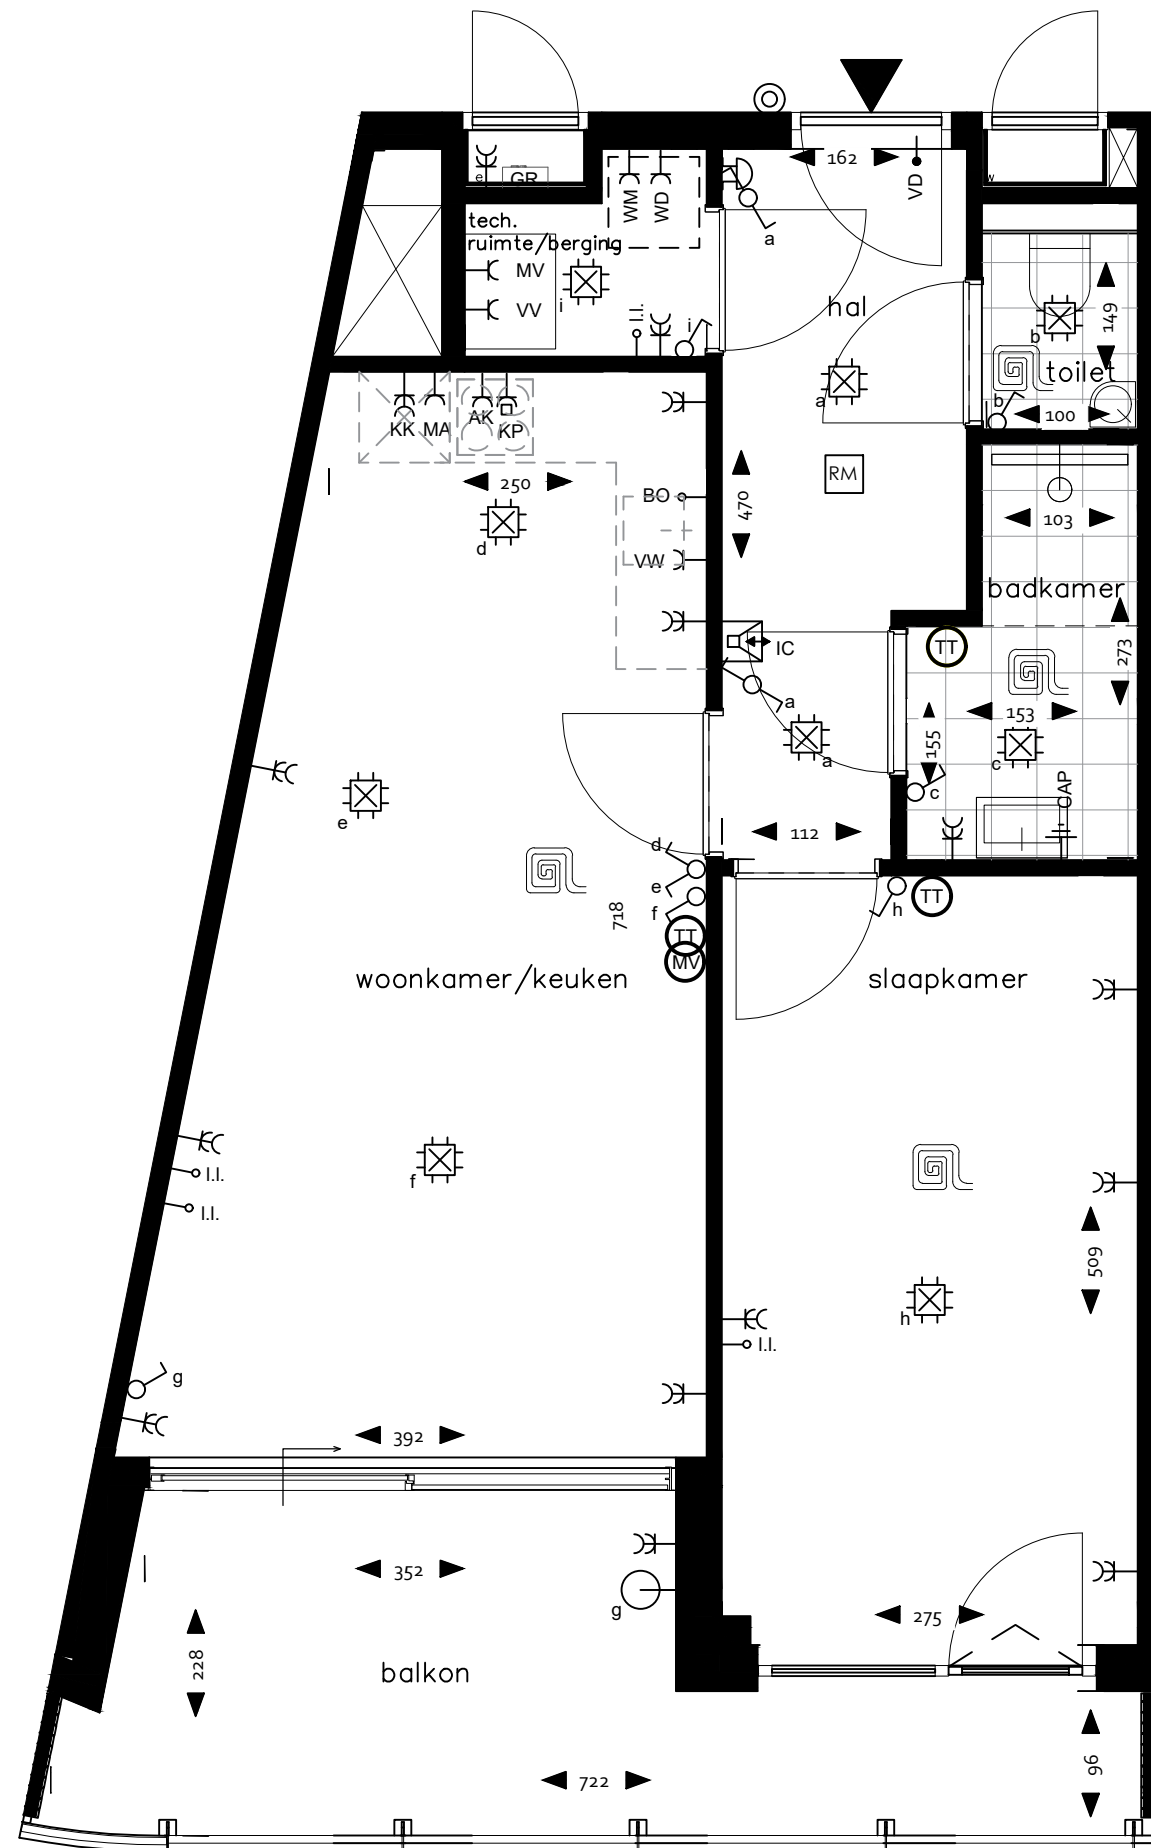 162
VD
e
GR
w
WM
WD
tech.
ruimte/berging
a
MV
VV
i
l.l.
i
hal
149
b
toilet
a
b
100
KK
MA
AK
KP
250
d
BO
VW
470
RM
103
badkamer
IC
TT
273
a
a
153
155
c
c
CAP
e
112
d
e
f
718
TT
MV
h
TT
woonkamer/keuken
slaapkamer
l.l.
l.l.
f
509
h
l.l.
g
392
352
g
275
228
balkon
96
722